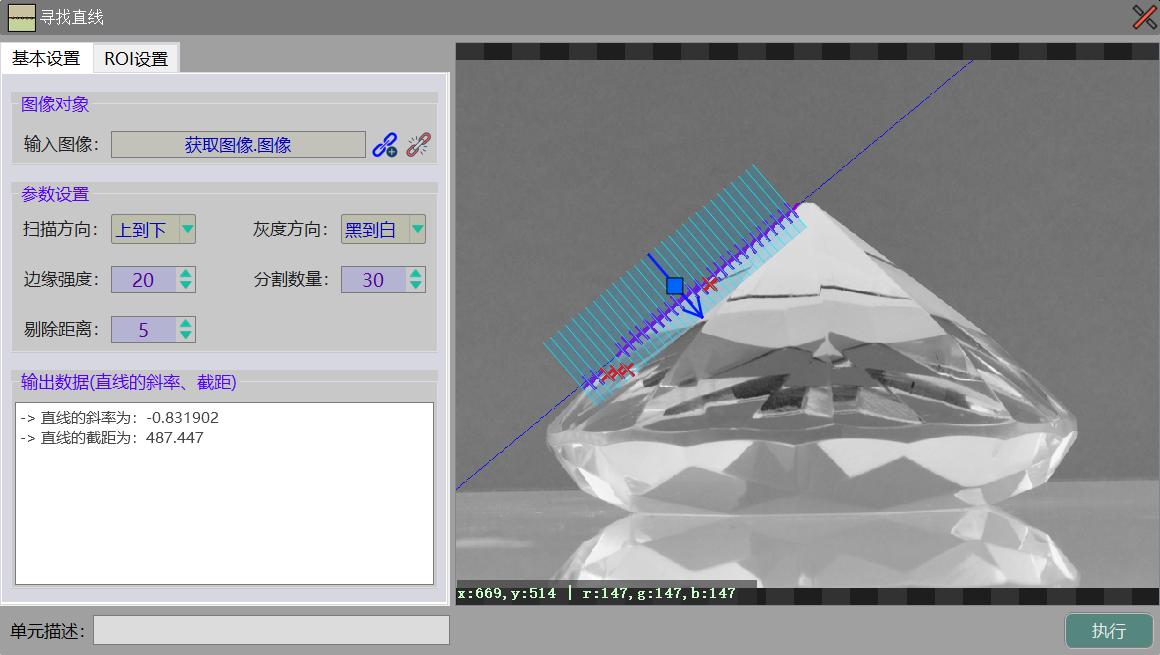 寻找直线
基本设置 ROI设置
图像对象
输入图像： 获取图像.图像
参数设置
扫描方向： 上到下 灰度方向： 黑到白
边缘强度： 20 分割数量： 30
剔除距离： 5
输出数据(直线的斜率、截距)
-> 直线的斜率为：-0.831902
-> 直线的截距为：487.447
x:669,y:514 | r:147,g:147,b:147
单元描述： 执行